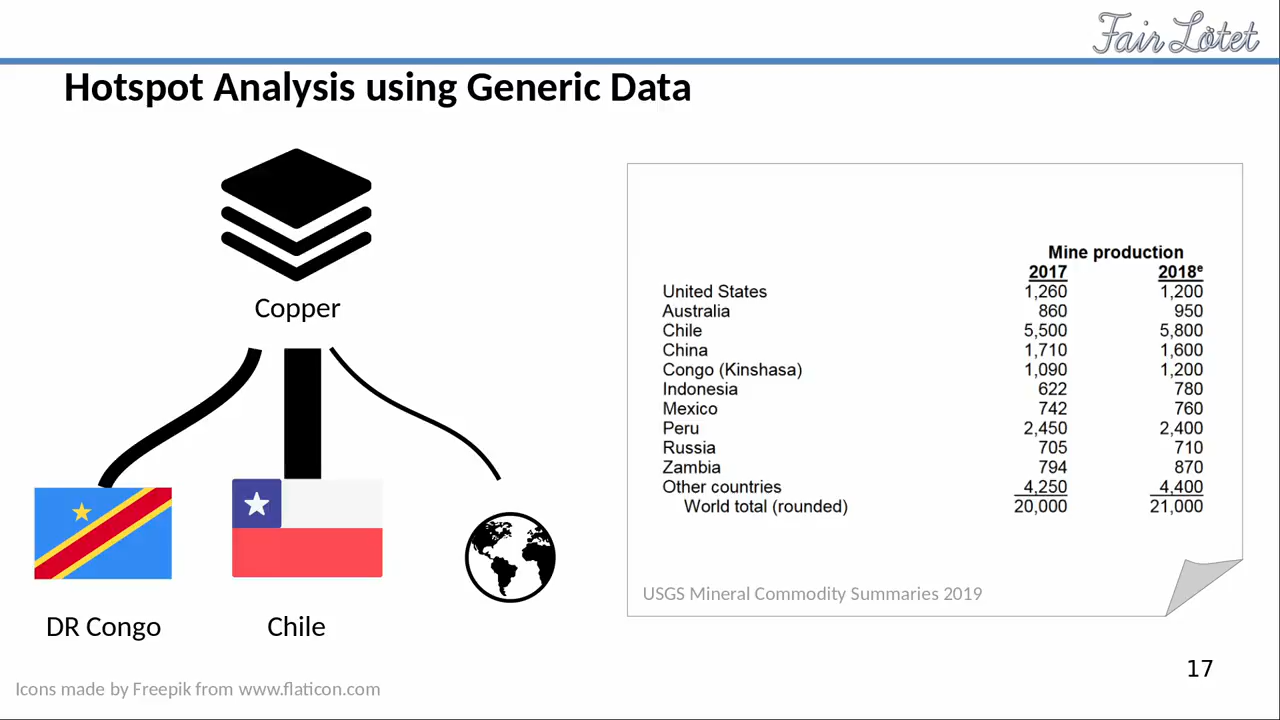 Fair Lötet
Hotspot Analysis using Generic Data
Copper
DR Congo
Chile
Mine production
2017 2018ᵉ
United States 1,260 1,200
Australia 860 950
Chile 5,500 5,800
China 1,710 1,600
Congo (Kinshasa) 1,090 1,200
Indonesia 622 780
Mexico 742 760
Peru 2,450 2,400
Russia 705 710
Zambia 794 870
Other countries 4,250 4,400
World total (rounded) 20,000 21,000
USGS Mineral Commodity Summaries 2019
17
Icons made by Freepik from www.flaticon.com